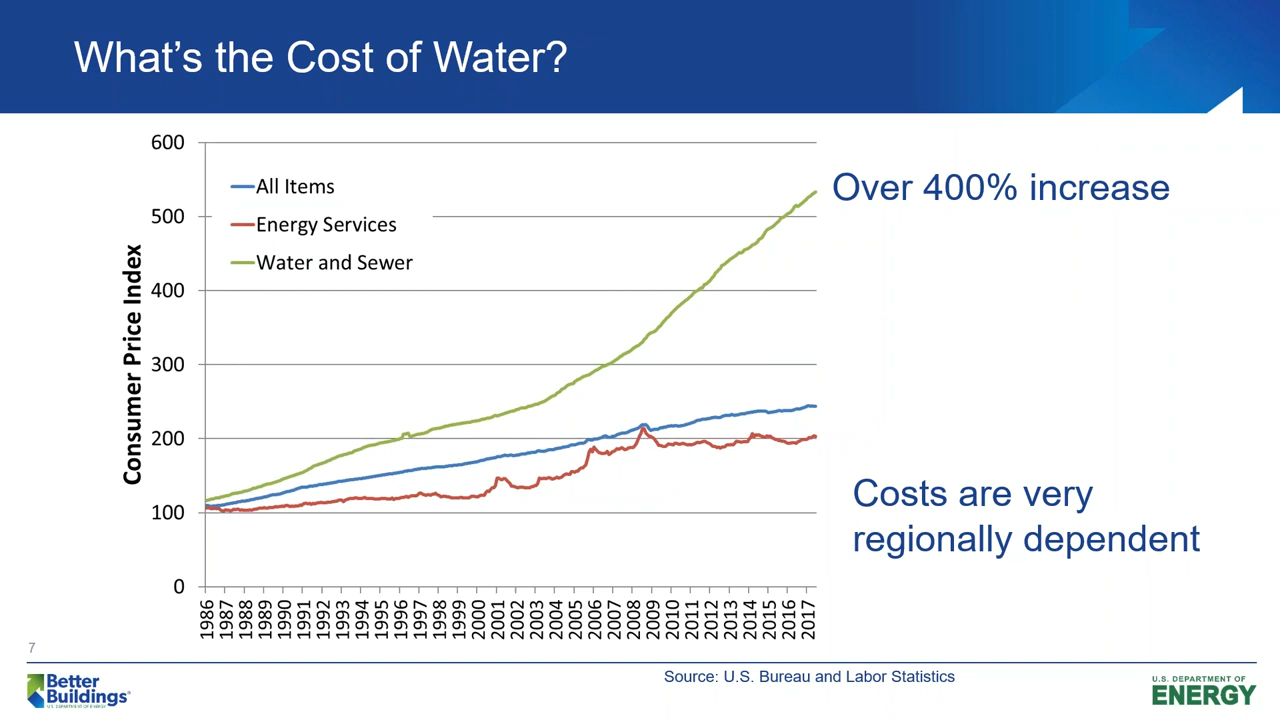 What's the Cost of Water?
Consumer Price Index
600
500
400
300
200
100
0
All Items
Energy Services
Water and Sewer
1986
1987
1988
1989
1990
1991
1992
1993
1994
1995
1996
1997
1998
1999
2000
2001
2002
2003
2004
2005
2006
2007
2008
2009
2010
2011
2012
2013
2014
2015
2016
2017
Over 400% increase
Costs are very
regionally dependent
7
Better
Buildings®
U.S. DEPARTMENT OF ENERGY
Source: U.S. Bureau and Labor Statistics
U.S. DEPARTMENT OF
ENERGY